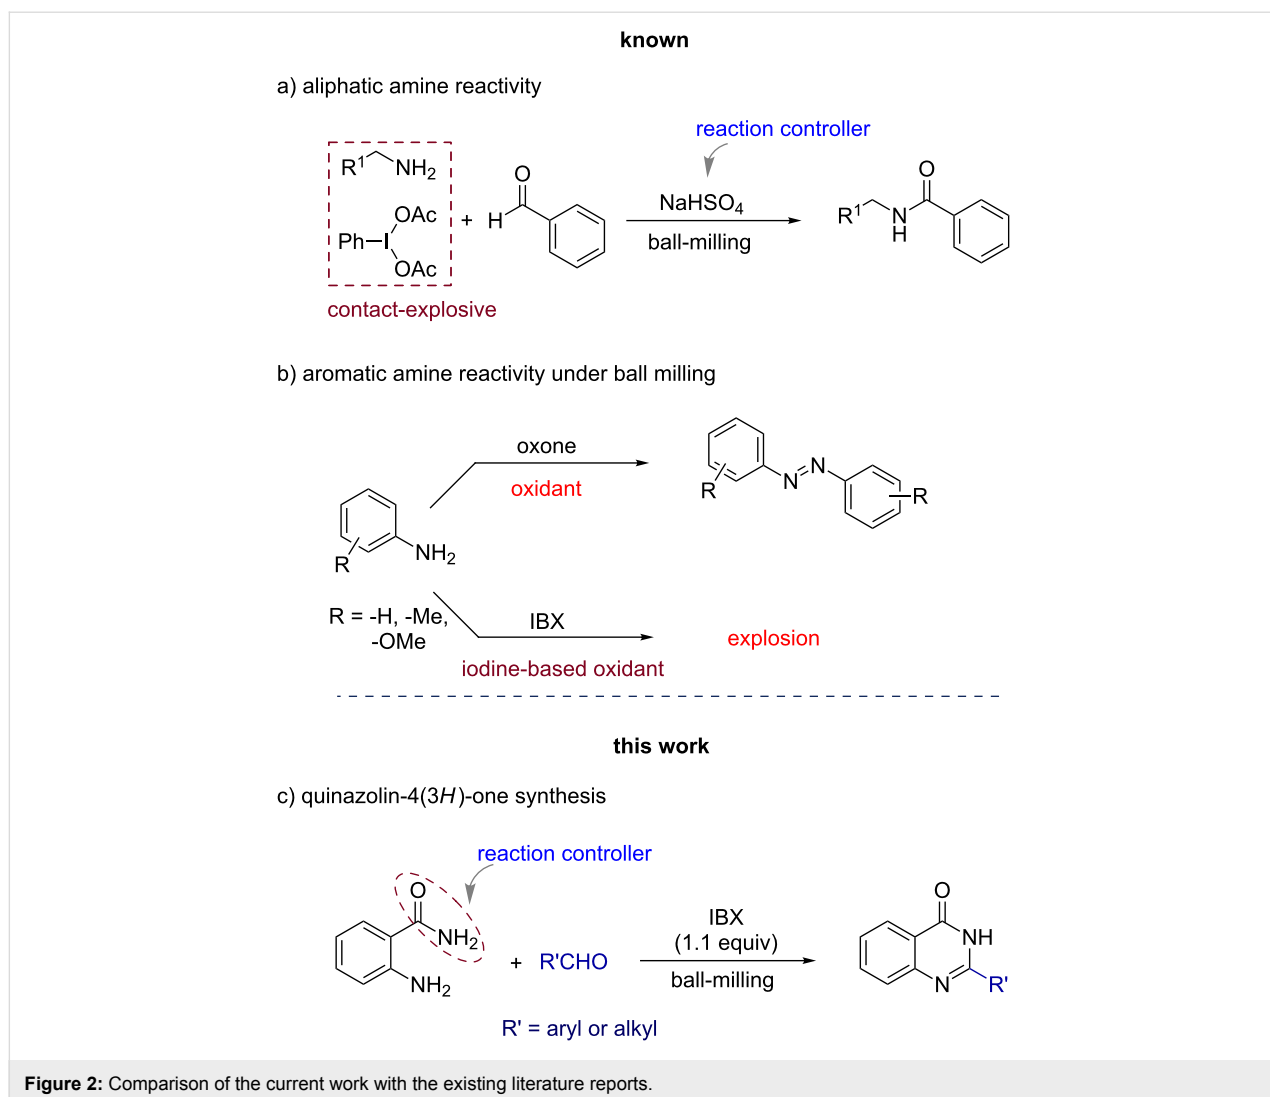 known
a) aliphatic amine reactivity
reaction controller
R1 NH2
OAc
Ph I
OAc
+
O
H
NaHSO4
ball-milling
O
R1 N
H
contact-explosive
b) aromatic amine reactivity under ball milling
oxone
oxidant
N N
R
R
NH2
R
R = -H, -Me,
-OMe
IBX
iodine-based oxidant
explosion
this work
c) quinazolin-4(3H)-one synthesis
reaction controller
O
NH2
NH2
+ R'CHO
IBX
(1.1 equiv)
ball-milling
O
NH
N R'
R' = aryl or alkyl
Figure 2: Comparison of the current work with the existing literature reports.